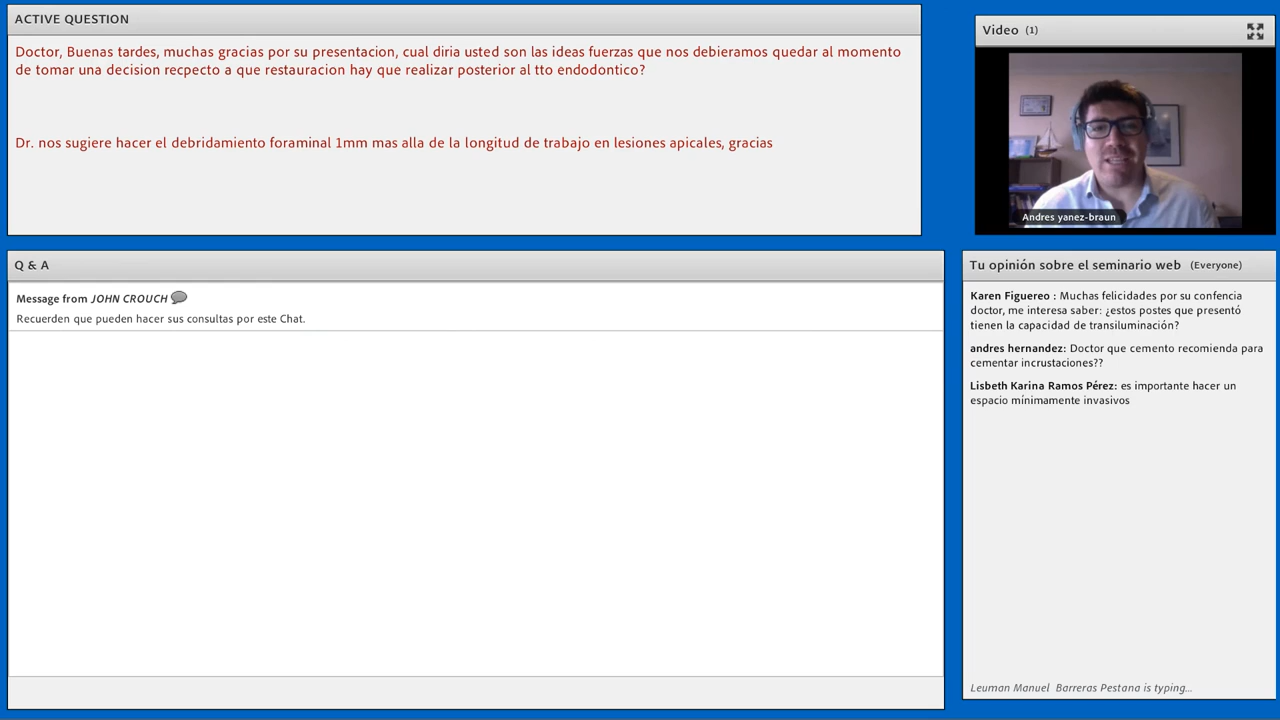 ACTIVE QUESTION
Doctor, Buenas tardes, muchas gracias por su presentacion, cual diria usted son las ideas fuerzas que nos debieramos quedar al momento
de tomar una decision recpecto a que restauracion hay que realizar posterior al tto endodontico?
Dr. nos sugiere hacer el debridamiento foraminal 1mm mas alla de la longitud de trabajo en lesiones apicales, gracias
Video (1)
Andres yanez-braun
Q & A
Message from JOHN CROUCH
Recuerden que pueden hacer sus consultas por este Chat.
Tu opinión sobre el seminario web (Everyone)
Karen Figuereo : Muchas felicidades por su confencia
doctor, me interesa saber: ¿estos postes que presentó
tienen la capacidad de transiluminación?
andres hernandez: Doctor que cemento recomienda para
cementar incrustaciones??
Lisbeth Karina Ramos Pérez: es importante hacer un
espacio mínimamente invasivos
Leuman Manuel Barreras Pestana is typing...